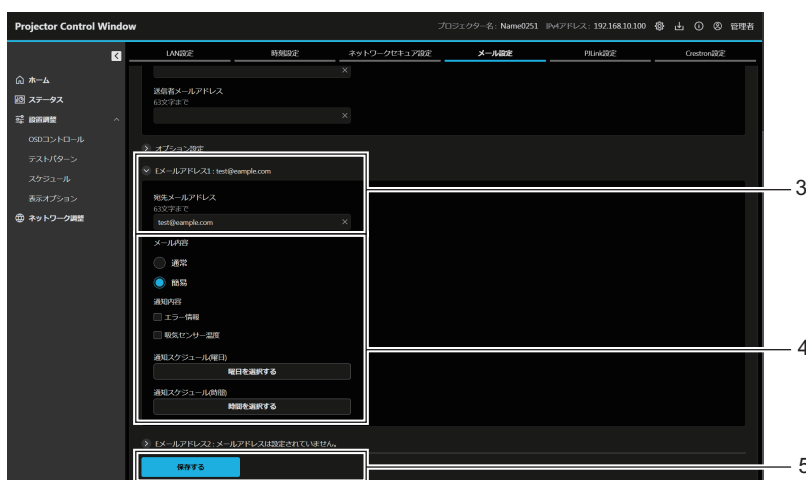 Projector Control Window
プロジェクター名: Name0251 IPv4アドレス: 192.168.10.100 管理者
LAN設定 時刻設定 ネットワークセキュア設定 メール設定 PJLink設定 Crestron設定
ホーム
ステータス
設置調整
OSDコントロール
テストパターン
スケジュール
表示オプション
ネットワーク調整
送信者メールアドレス
63文字まで
オプション設定
Eメールアドレス1 : test@eample.com
宛先メールアドレス
63文字まで
test@eample.com
3
メール内容
通常
簡易
通知内容
エラー情報
吸気センサー温度
通知スケジュール(曜日)
曜日を選択する
4
通知スケジュール(時間)
時間を選択する
Eメールアドレス2 : メールアドレスは設定されていません。
保存する
5